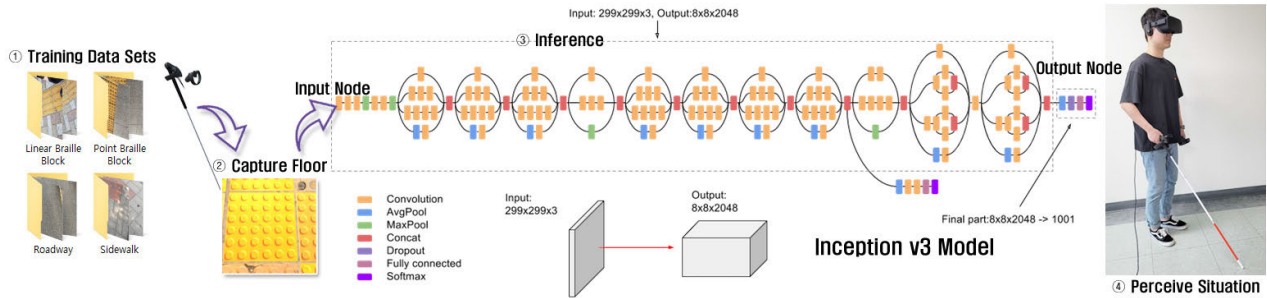 ① Training Data Sets
Linear Braille
Block
Point Braille
Block
Roadway
Sidewalk
② Capture Floor
Input: 299x299x3, Output:8x8x2048
③ Inference
Input Node
Output Node
Convolution
AvgPool
MaxPool
Concat
Dropout
Fully connected
Softmax
Input:
299x299x3
Output:
8x8x2048
Final part:8x8x2048 -> 1001
Inception v3 Model
④ Perceive Situation